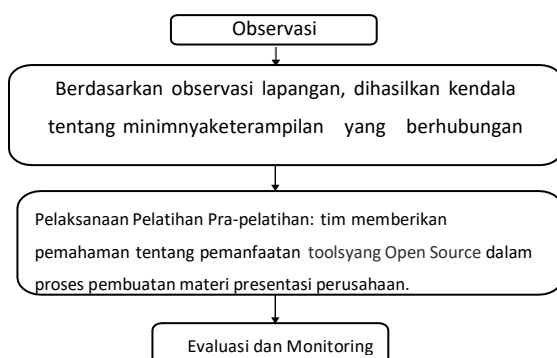 Observasi
Berdasarkan observasi lapangan, dihasilkan kendala
tentang minimnyaketerampilan yang berhubungan
Pelaksanaan Pelatihan Pra-pelatihan: tim memberikan
pemahaman tentang pemanfaatan toolsyang Open Source dalam
proses pembuatan materi presentasi perusahaan.
Evaluasi dan Monitoring